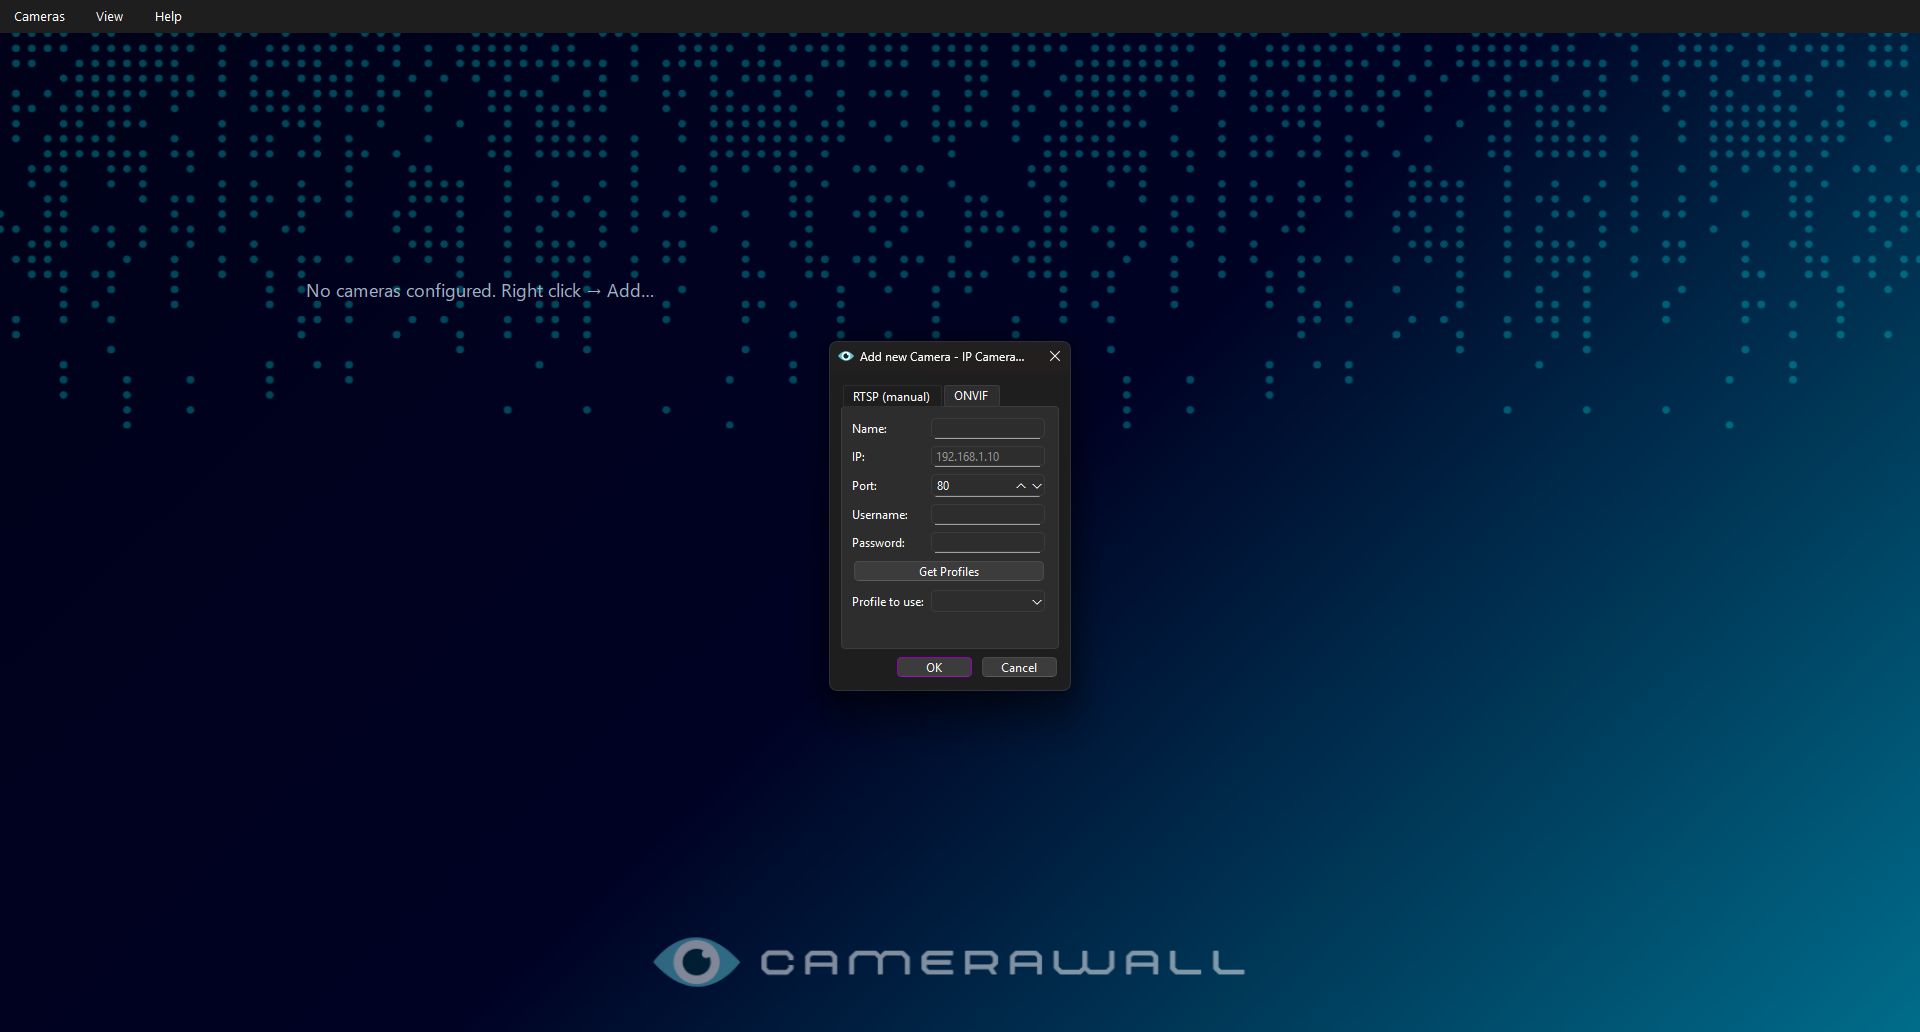 Cameras View Help
No cameras configured. Right click → Add...
Add new Camera - IP Camera...
RTSP (manual) ONVIF
Name:
IP: 192.168.1.10
Port: 80
Username:
Password:
Get Profiles
Profile to use:
OK Cancel
CAMERAWALL